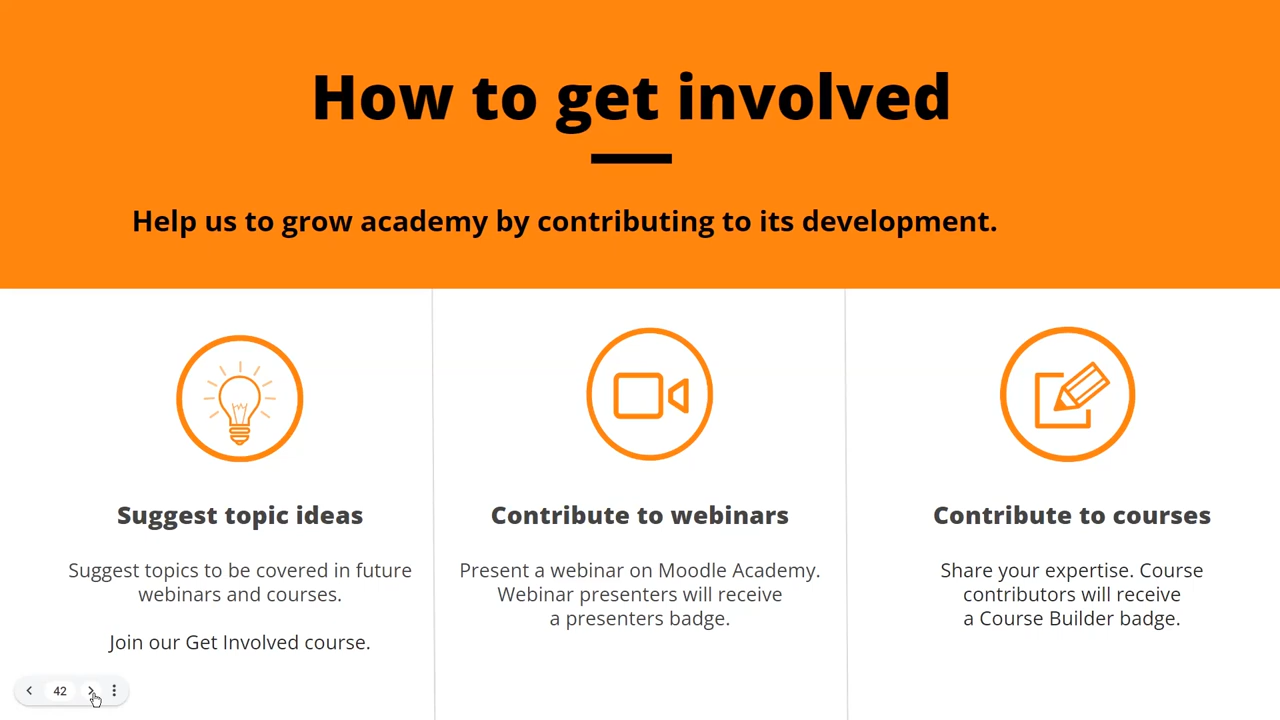 How to get involved
Help us to grow academy by contributing to its development.
Suggest topic ideas
Suggest topics to be covered in future
webinars and courses.
Join our Get Involved course.
Contribute to webinars
Present a webinar on Moodle Academy.
Webinar presenters will receive
a presenters badge.
Contribute to courses
Share your expertise. Course
contributors will receive
a Course Builder badge.
42